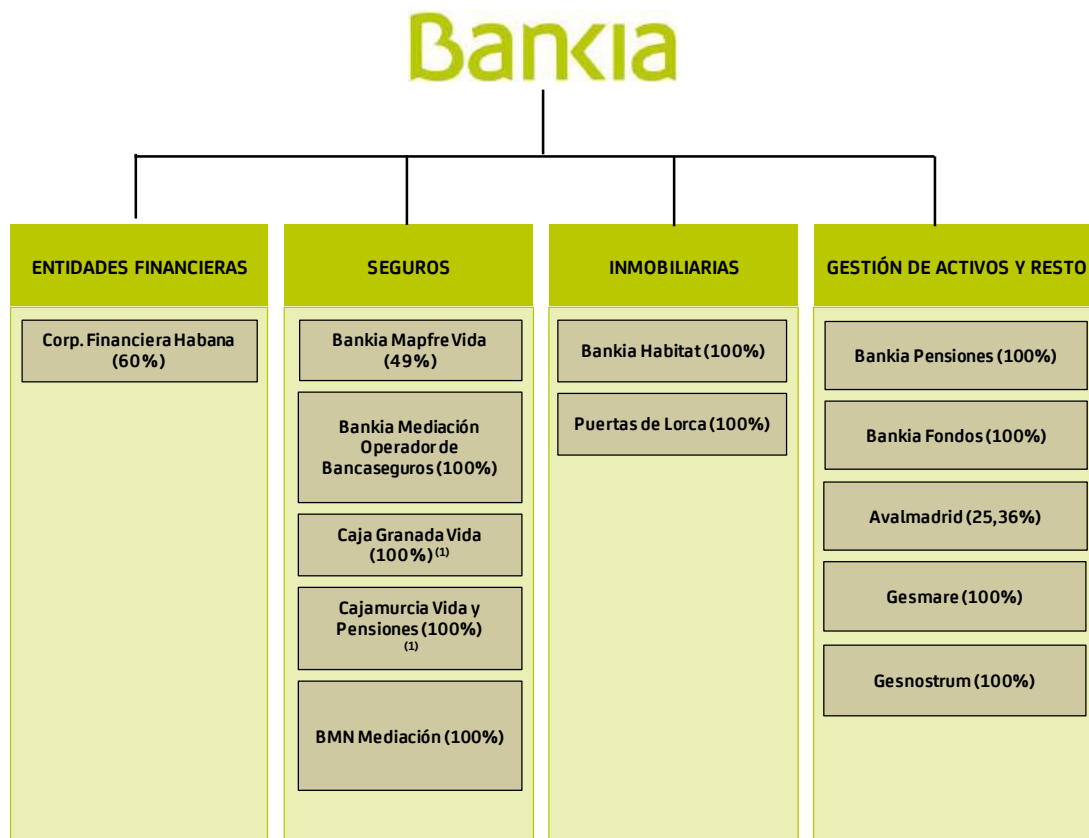 Bankia
ENTIDADES FINANCIERAS
Corp. Financiera Habana
(60%)
SEGUROS
Bankia Mapfre Vida
(49%)
Bankia Mediación
Operador de
Bancaseguros (100%)
Caja Granada Vida
(100%) (1)
Cajamurcia Vida y
Pensiones (100%)
(1)
BMN Mediación (100%)
INMOBILIARIAS
Bankia Habitat (100%)
Puertas de Lorca (100%)
GESTIÓN DE ACTIVOS Y RESTO
Bankia Pensiones (100%)
Bankia Fondos (100%)
Avalmadrid (25,36%)
Gesmare (100%)
Gesnostrum (100%)